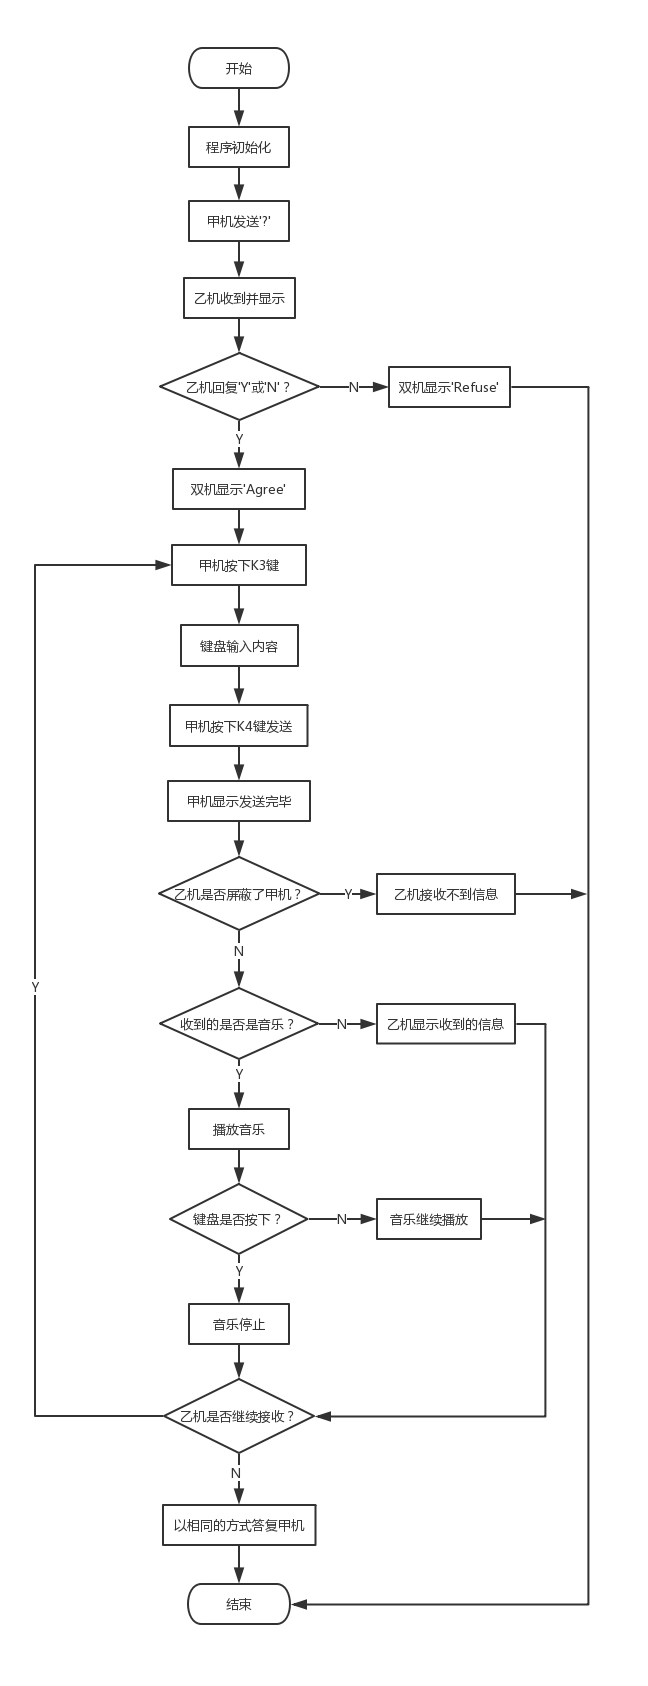 开始
程序初始化
甲机发送'?'
乙机收到并显示
乙机回复'Y'或'N'？
N
双机显示'Refuse'
Y
双机显示'Agree'
甲机按下K3键
键盘输入内容
甲机按下K4键发送
甲机显示发送完毕
乙机是否屏蔽了甲机？
Y
乙机接收不到信息
N
Y
收到的是否是音乐？
N
乙机显示收到的信息
Y
播放音乐
键盘是否按下？
N
音乐继续播放
Y
音乐停止
乙机是否继续接收？
N
以相同的方式答复甲机
结束